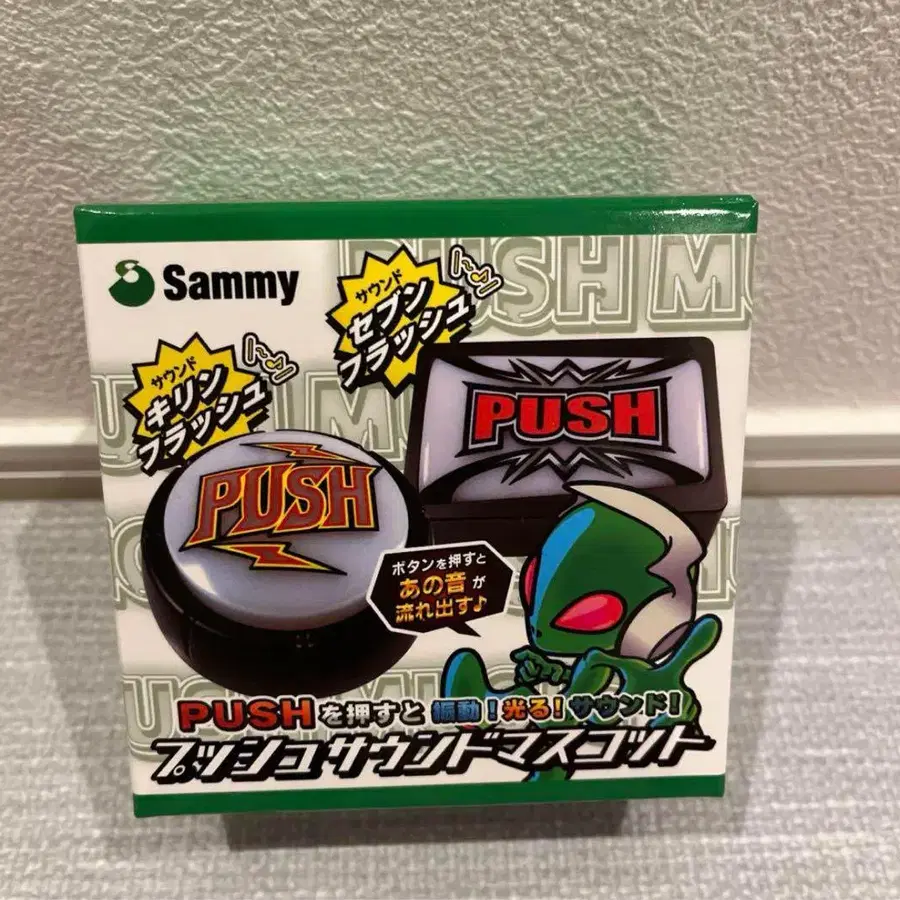 Sammy
サウンド
セブン
フラッシュ
サウンド
キリン
フラッシュ
PUSH
PUSH
ボタンを押すと
あの音が
流れ出す♪
PUSHを押すと 振動!光る!サウンド!
プッシュサウンドマスコット